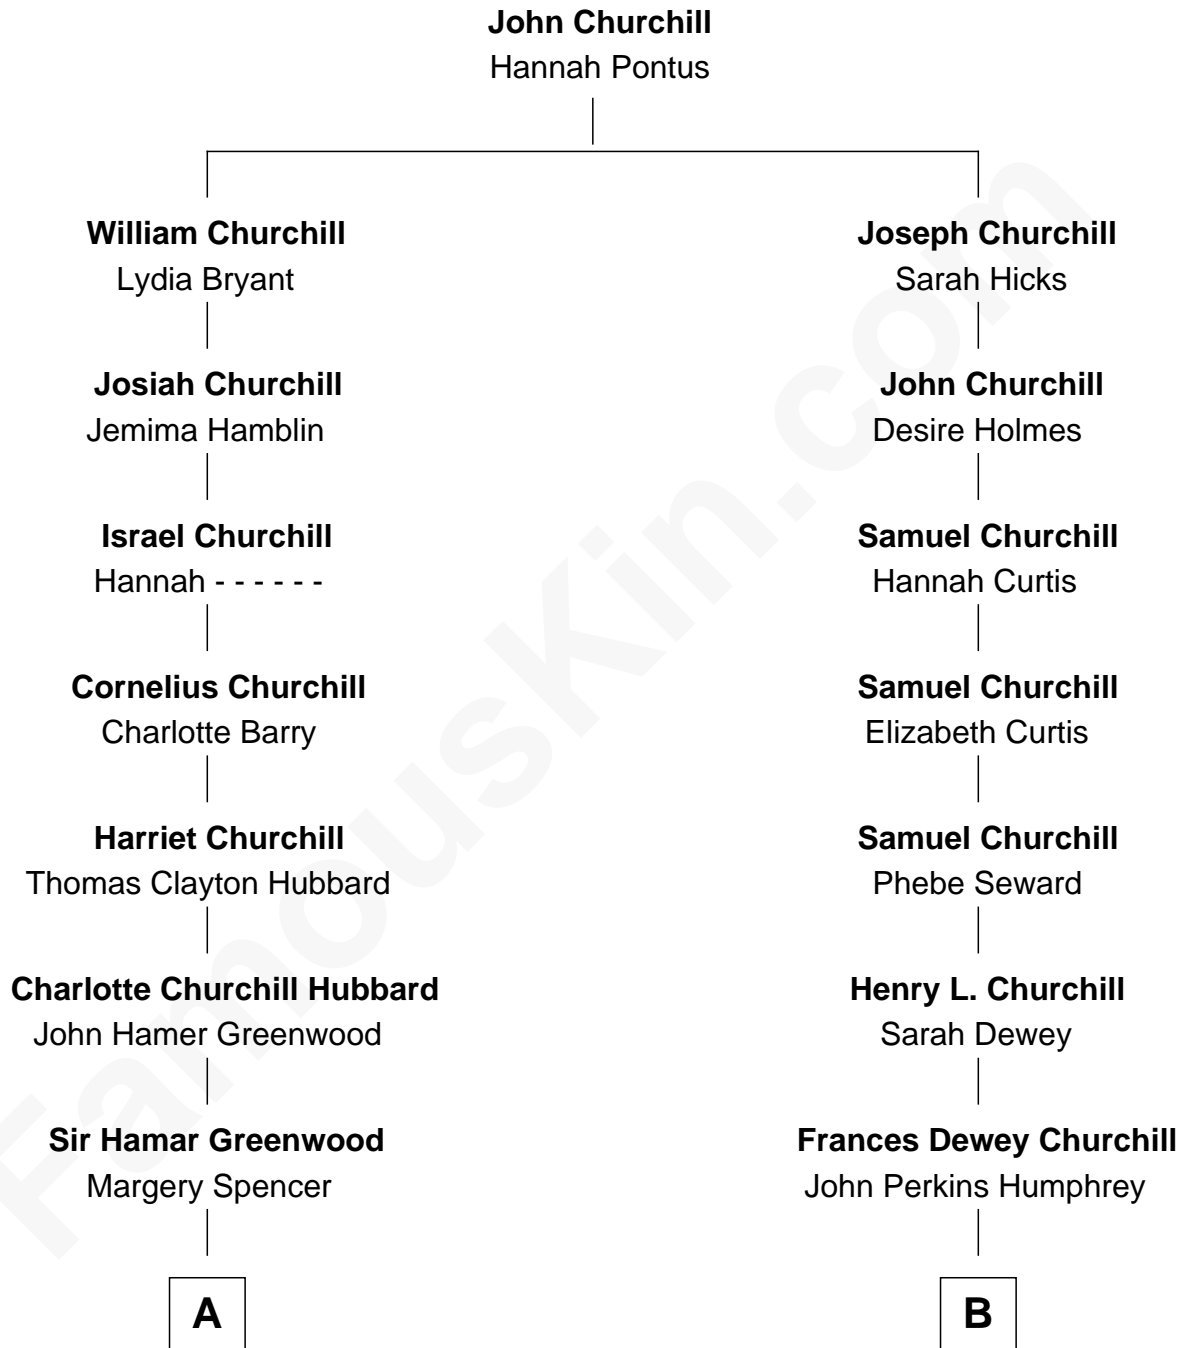 John Churchill
Hannah Pontus
William Churchill
Lydia Bryant
Joseph Churchill
Sarah Hicks
Josiah Churchill
Jemima Hamblin
John Churchill
Desire Holmes
Israel Churchill
Hannah - - - - - -
Samuel Churchill
Hannah Curtis
Cornelius Churchill
Charlotte Barry
Samuel Churchill
Elizabeth Curtis
Harriet Churchill
Thomas Clayton Hubbard
Samuel Churchill
Phebe Seward
Charlotte Churchill Hubbard
John Hamer Greenwood
Henry L. Churchill
Sarah Dewey
Sir Hamar Greenwood
Margery Spencer
Frances Dewey Churchill
John Perkins Humphrey
A
B
FamousKin.com